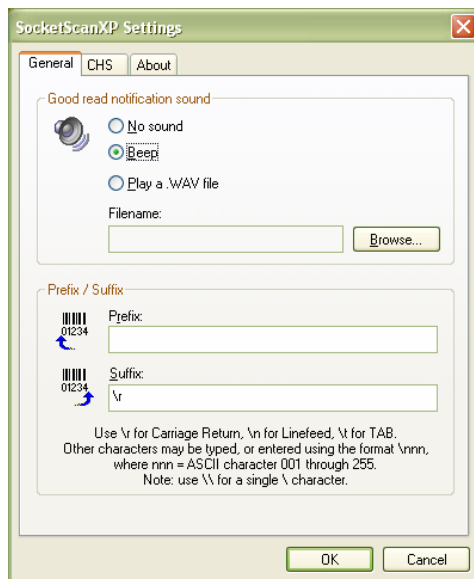 SocketScanXP Settings
General CHS About
Good read notification sound
No sound
Beep
Play a .WAV file
Filename:
Browse...
Prefix / Suffix
01234
Prefix:
01234
Suffix:
\r
Use \r for Carriage Return, \n for Linefeed, \t for TAB.
Other characters may be typed, or entered using the format \nnn,
where nnn = ASCII character 001 through 255.
Note: use \\ for a single \ character.
OK Cancel